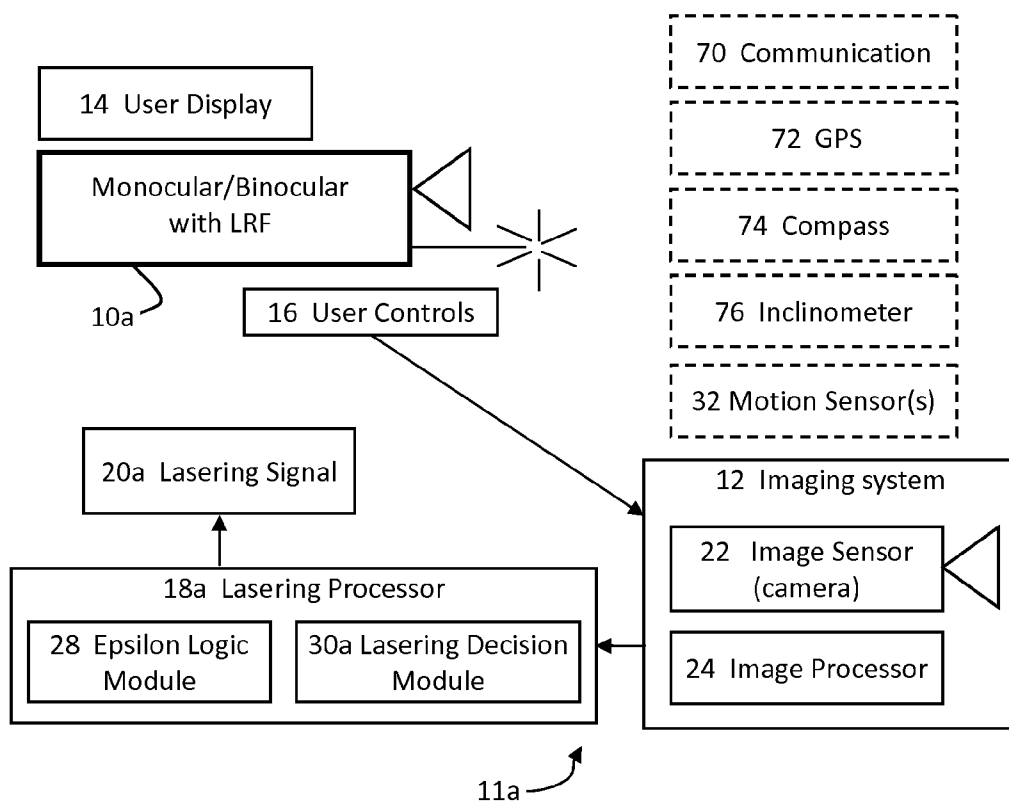 70 Communication
14 User Display
72 GPS
Monocular/Binocular
with LRF
74 Compass
10a
16 User Controls
76 Inclinometer
32 Motion Sensor(s)
20a Lasering Signal
12 Imaging system
22 Image Sensor
(camera)
18a Lasering Processor
28 Epsilon Logic
Module
30a Lasering Decision
Module
24 Image Processor
11a